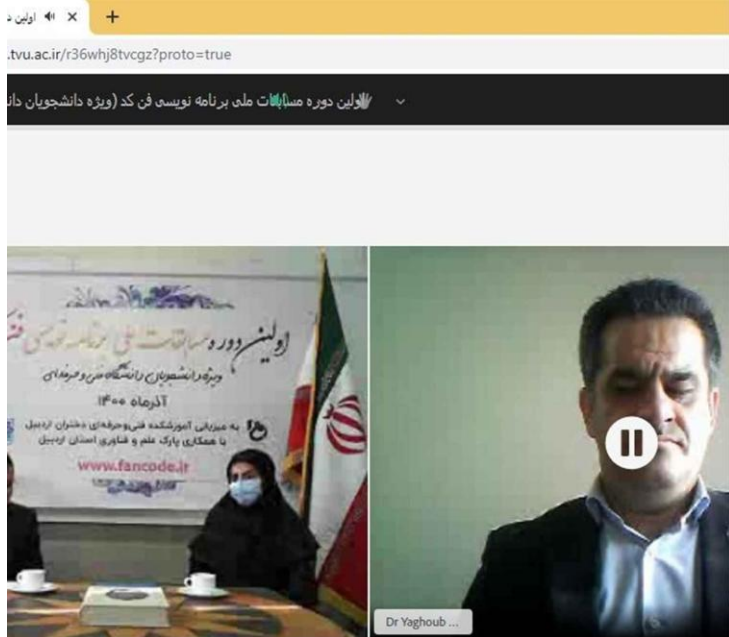 اولین د
.tvu.ac.ir/r36whj8tvcgz?proto=true
اولین دوره مسابقات ملی برنامه نویسی فن کد (ویژه دانشجویان دان
اولین دوره مسابقات ملی برنامه نویسی فن
ویژه دانشجویان دانشگاه فنی و حرفه‌ای
آذرماه ۱۴۰۰
به میزبانی آموزشکده فنی‌وحرفه‌ای دختران اردبیل
با همکاری پارک علم و فناوری استان اردبیل
www.fancode.ir
Dr Yaghoub ...